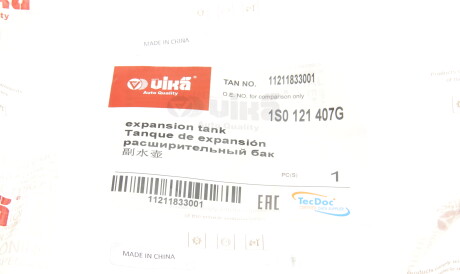 MADE IN CHINA
vika
Auto Quality
TAN NO. 11211833001
O.E. NO. for comparison only
1S0 121 407G
expansion tank
Tanque de expansión
расширительный бак
副水壶
PC(S) 1
11211833001
EAC
TecDoc
MADE IN CHINA